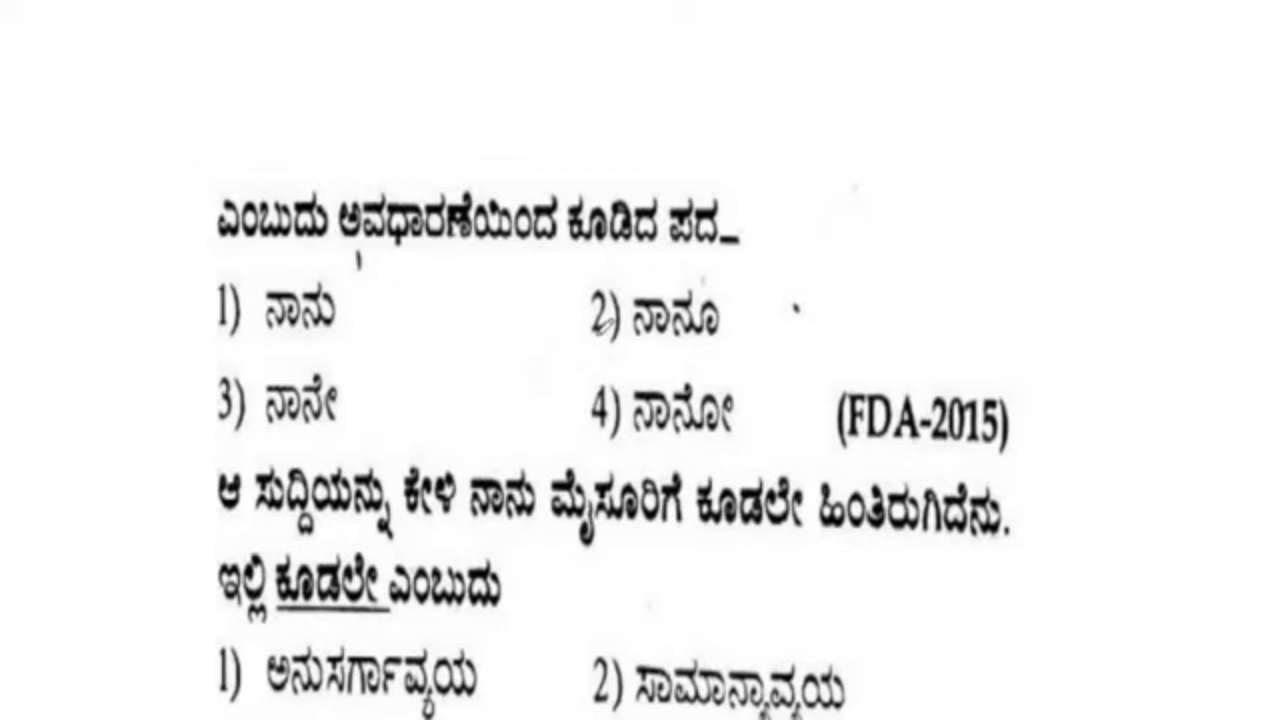 ಎಂಬುದು ಅವಧಾರಣೆಯಿಂದ ಕೂಡಿದ ಪದ_
1) ನಾನು 2) ನಾನೂ
3) ನಾನೇ 4) ನಾನೋ (FDA-2015)
ಆ ಸುದ್ದಿಯನ್ನು ಕೇಳಿ ನಾನು ಮೈಸೂರಿಗೆ ಕೂಡಲೇ ಹಿಂತಿರುಗಿದೆನು.
ಇಲ್ಲಿ ಕೂಡಲೇ ಎಂಬುದು
1) ಅನುಸರ್ಗಾವ್ಯಯ 2) ಸಾಮಾನ್ಯಾವ್ಯಯ